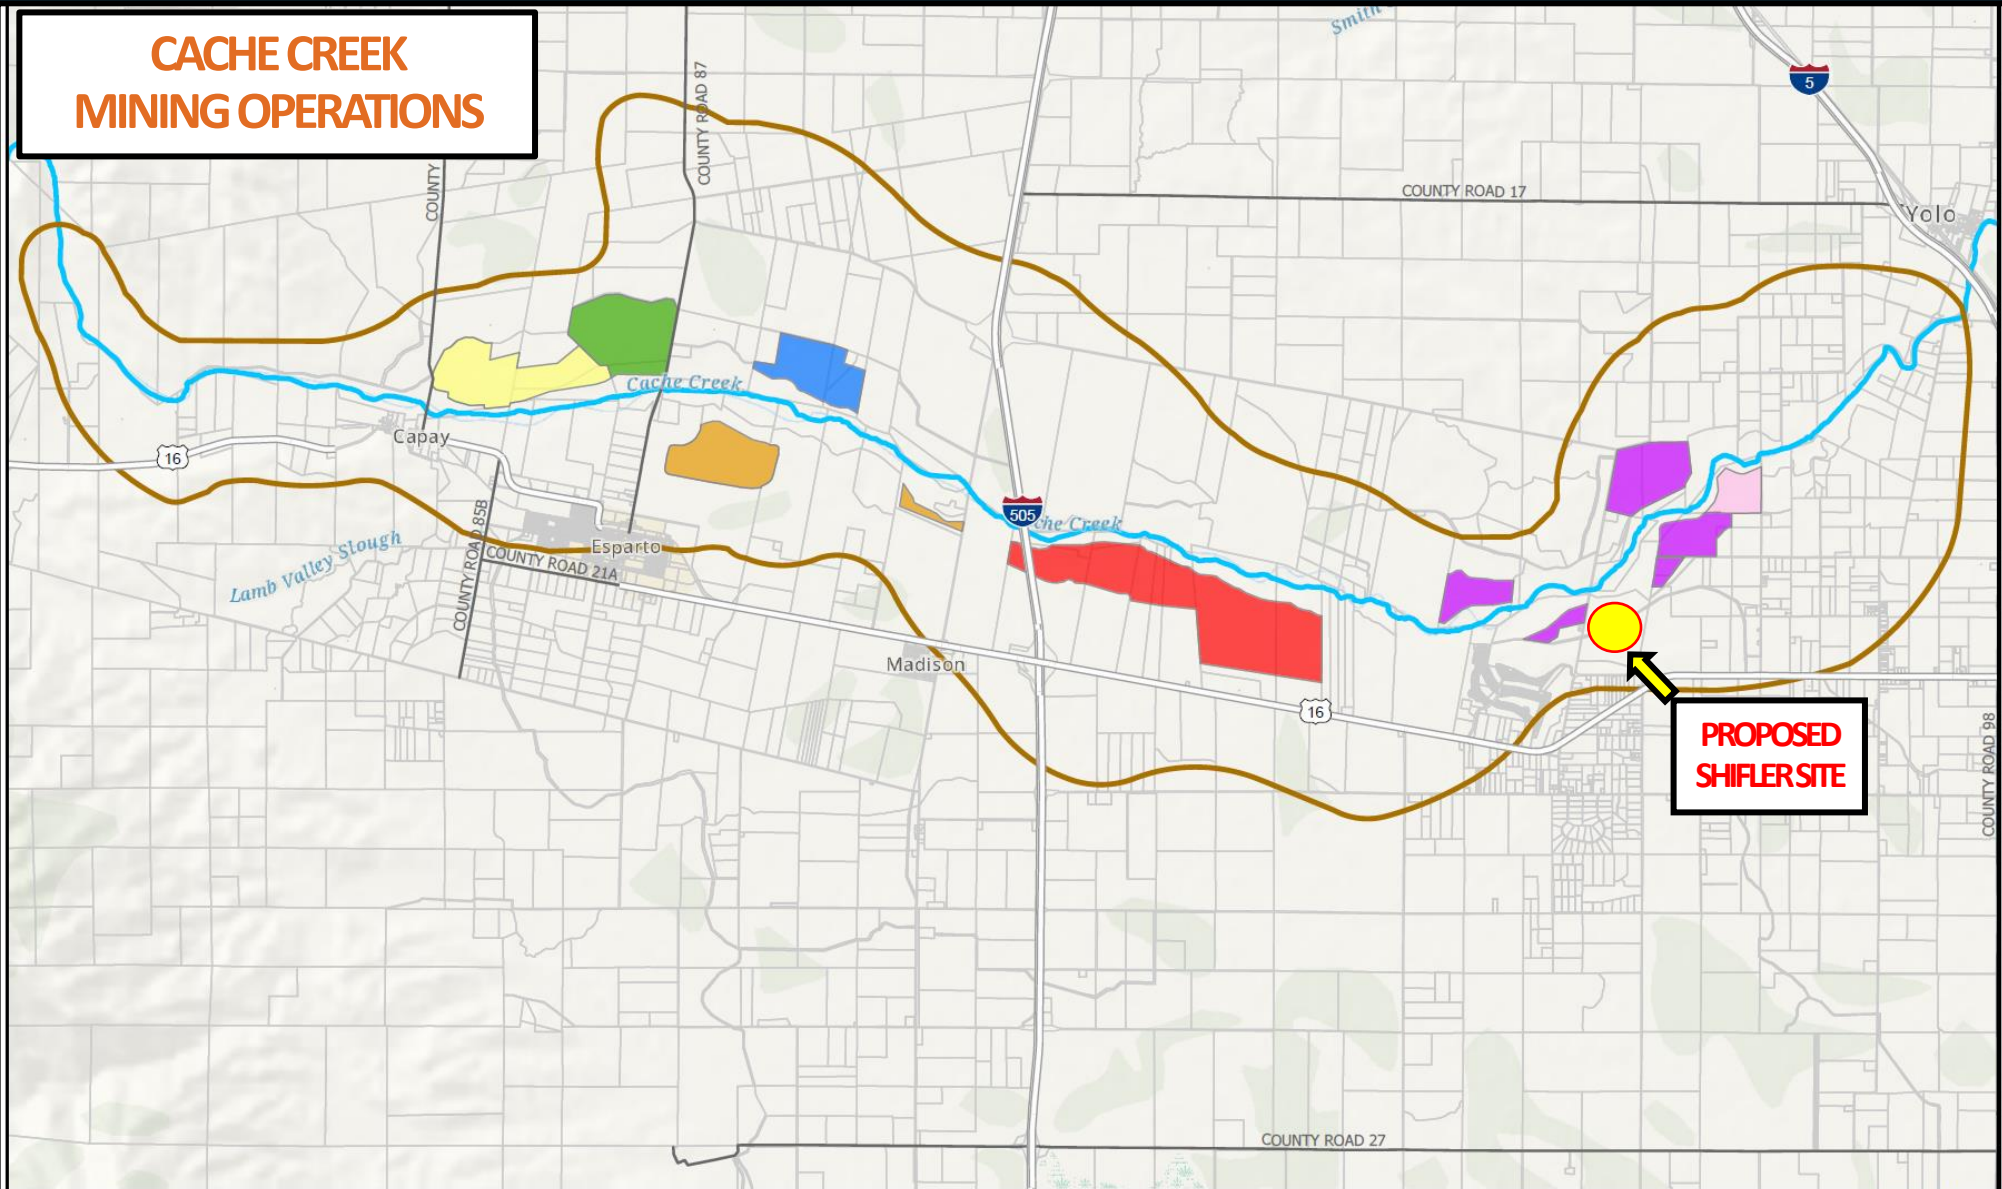 CACHE CREEK
MINING OPERATIONS
Smith
5
COUNTY ROAD 87
COUNTY
COUNTY ROAD 17
Yolo
Cache Creek
Capay
16
505
che Creek
COUNTY ROAD 85B
Esparto
Lamb Valley Slough
COUNTY ROAD 21A
Madison
16
PROPOSED
SHIFLER SITE
COUNTY ROAD 98
COUNTY ROAD 27